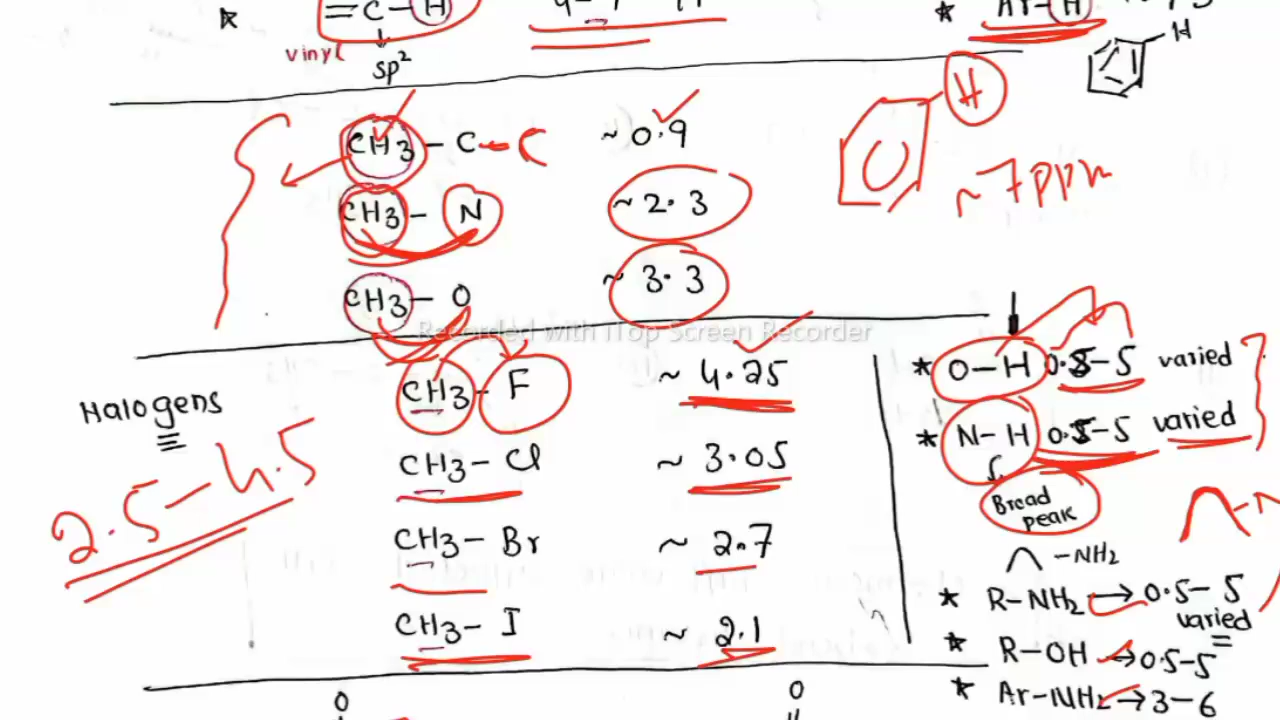 =C-H
Ar-H
vinyl
sp²
H
H
CH3-C-C ~0.9
CH3-N ~2.3
~7ppm
CH3-O ~3.3
Recorded with iTop Screen Recorder
Halogens
2.5-4.5
CH3-F ~4.25
CH3-Cl ~3.05
CH3-Br ~2.7
CH3-I ~2.1
* O-H 0.5-5 varied
* N-H 0.5-5 varied
Broad peak
-NH2
* R-NH2 → 0.5-5
varied
* R-OH → 0.5-5
* Ar-NH2 → 3-6
O
O